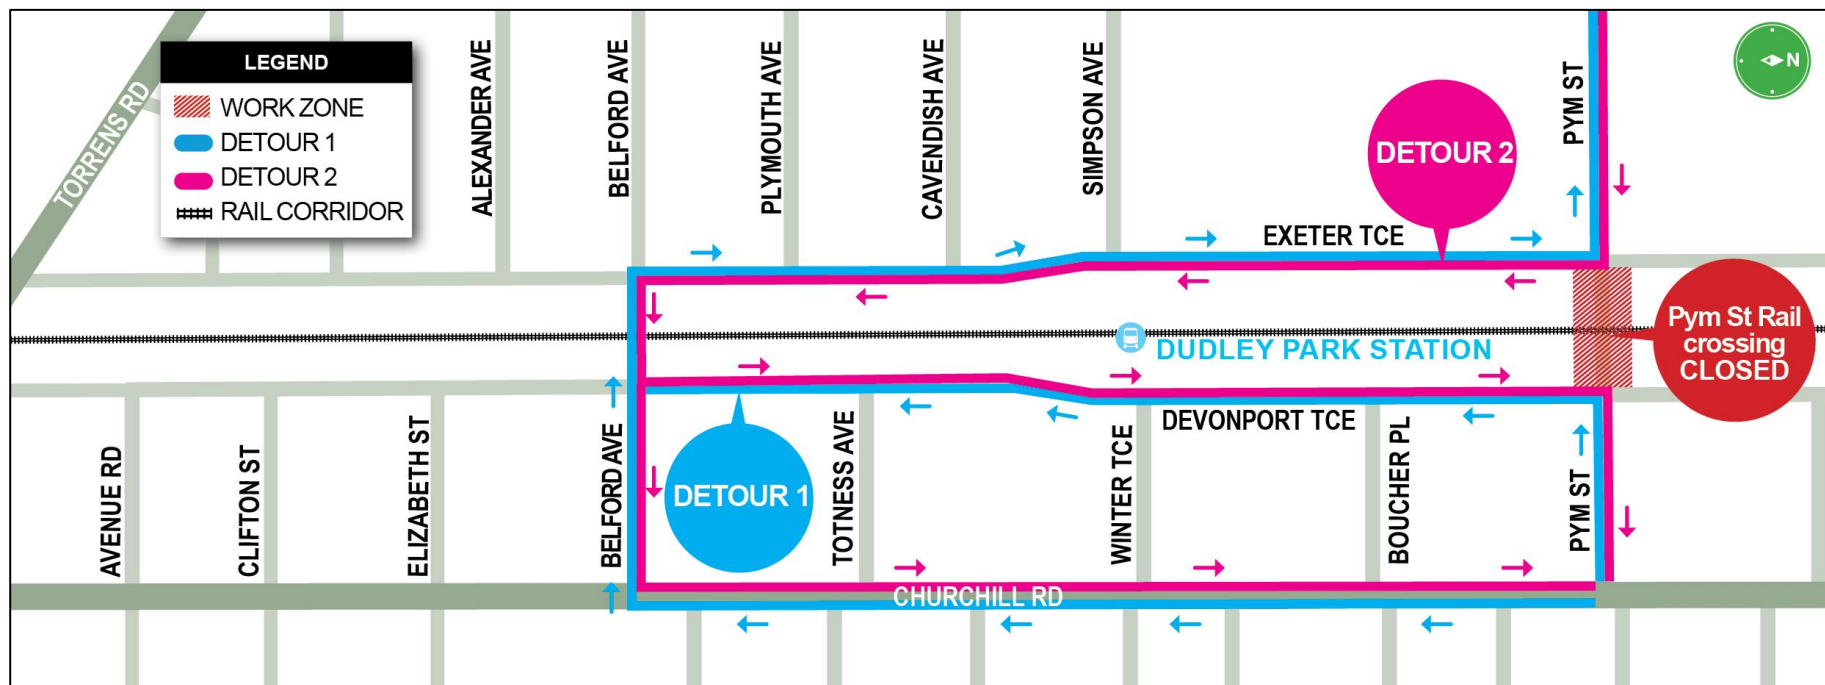 LEGEND
WORK ZONE
DETOUR 1
DETOUR 2
RAIL CORRIDOR
TORRENS RD
ALEXANDER AVE
BELFORD AVE
PLYMOUTH AVE
CAVENDISH AVE
SIMPSON AVE
DETOUR 2
PYM ST
N
EXETER TCE
DUDLEY PARK STATION
Pym St Rail
crossing
CLOSED
AVENUE RD
CLIFTON ST
ELIZABETH ST
BELFORD AVE
DETOUR 1
TOTNESS AVE
WINTER TCE
DEVONPORT TCE
BOUCHER PL
PYM ST
CHURCHILL RD